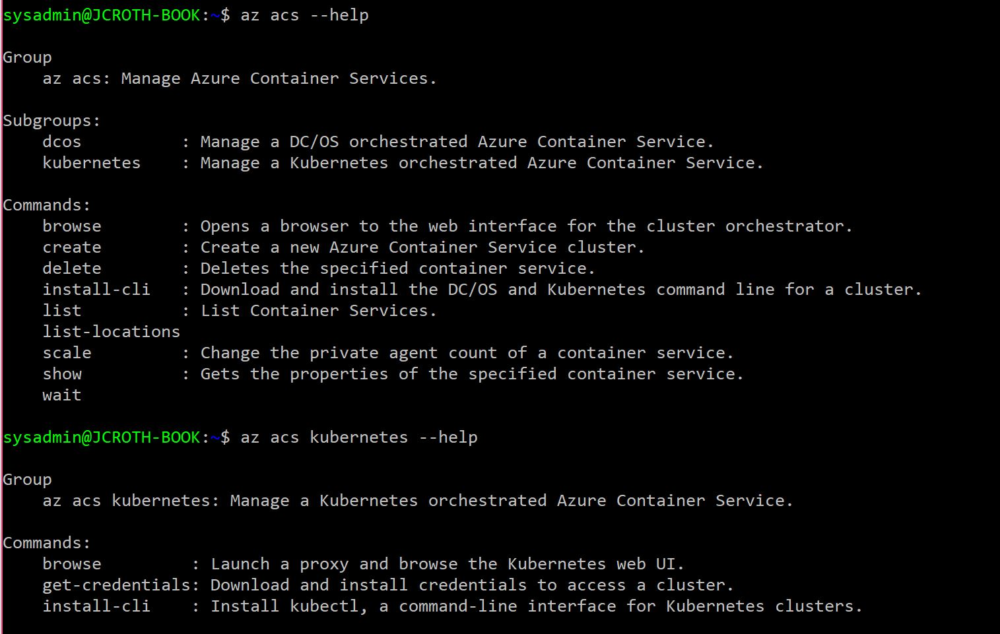 sysadmin@JCROTH-BOOK:~$ az acs --help
Group
    az acs: Manage Azure Container Services.
Subgroups:
    dcos          : Manage a DC/OS orchestrated Azure Container Service.
    kubernetes    : Manage a Kubernetes orchestrated Azure Container Service.
Commands:
    browse        : Opens a browser to the web interface for the cluster orchestrator.
    create        : Create a new Azure Container Service cluster.
    delete        : Deletes the specified container service.
    install-cli   : Download and install the DC/OS and Kubernetes command line for a cluster.
    list          : List Container Services.
    list-locations
    scale         : Change the private agent count of a container service.
    show          : Gets the properties of the specified container service.
    wait
sysadmin@JCROTH-BOOK:~$ az acs kubernetes --help
Group
    az acs kubernetes: Manage a Kubernetes orchestrated Azure Container Service.
Commands:
    browse         : Launch a proxy and browse the Kubernetes web UI.
    get-credentials: Download and install credentials to access a cluster.
    install-cli    : Install kubectl, a command-line interface for Kubernetes clusters.